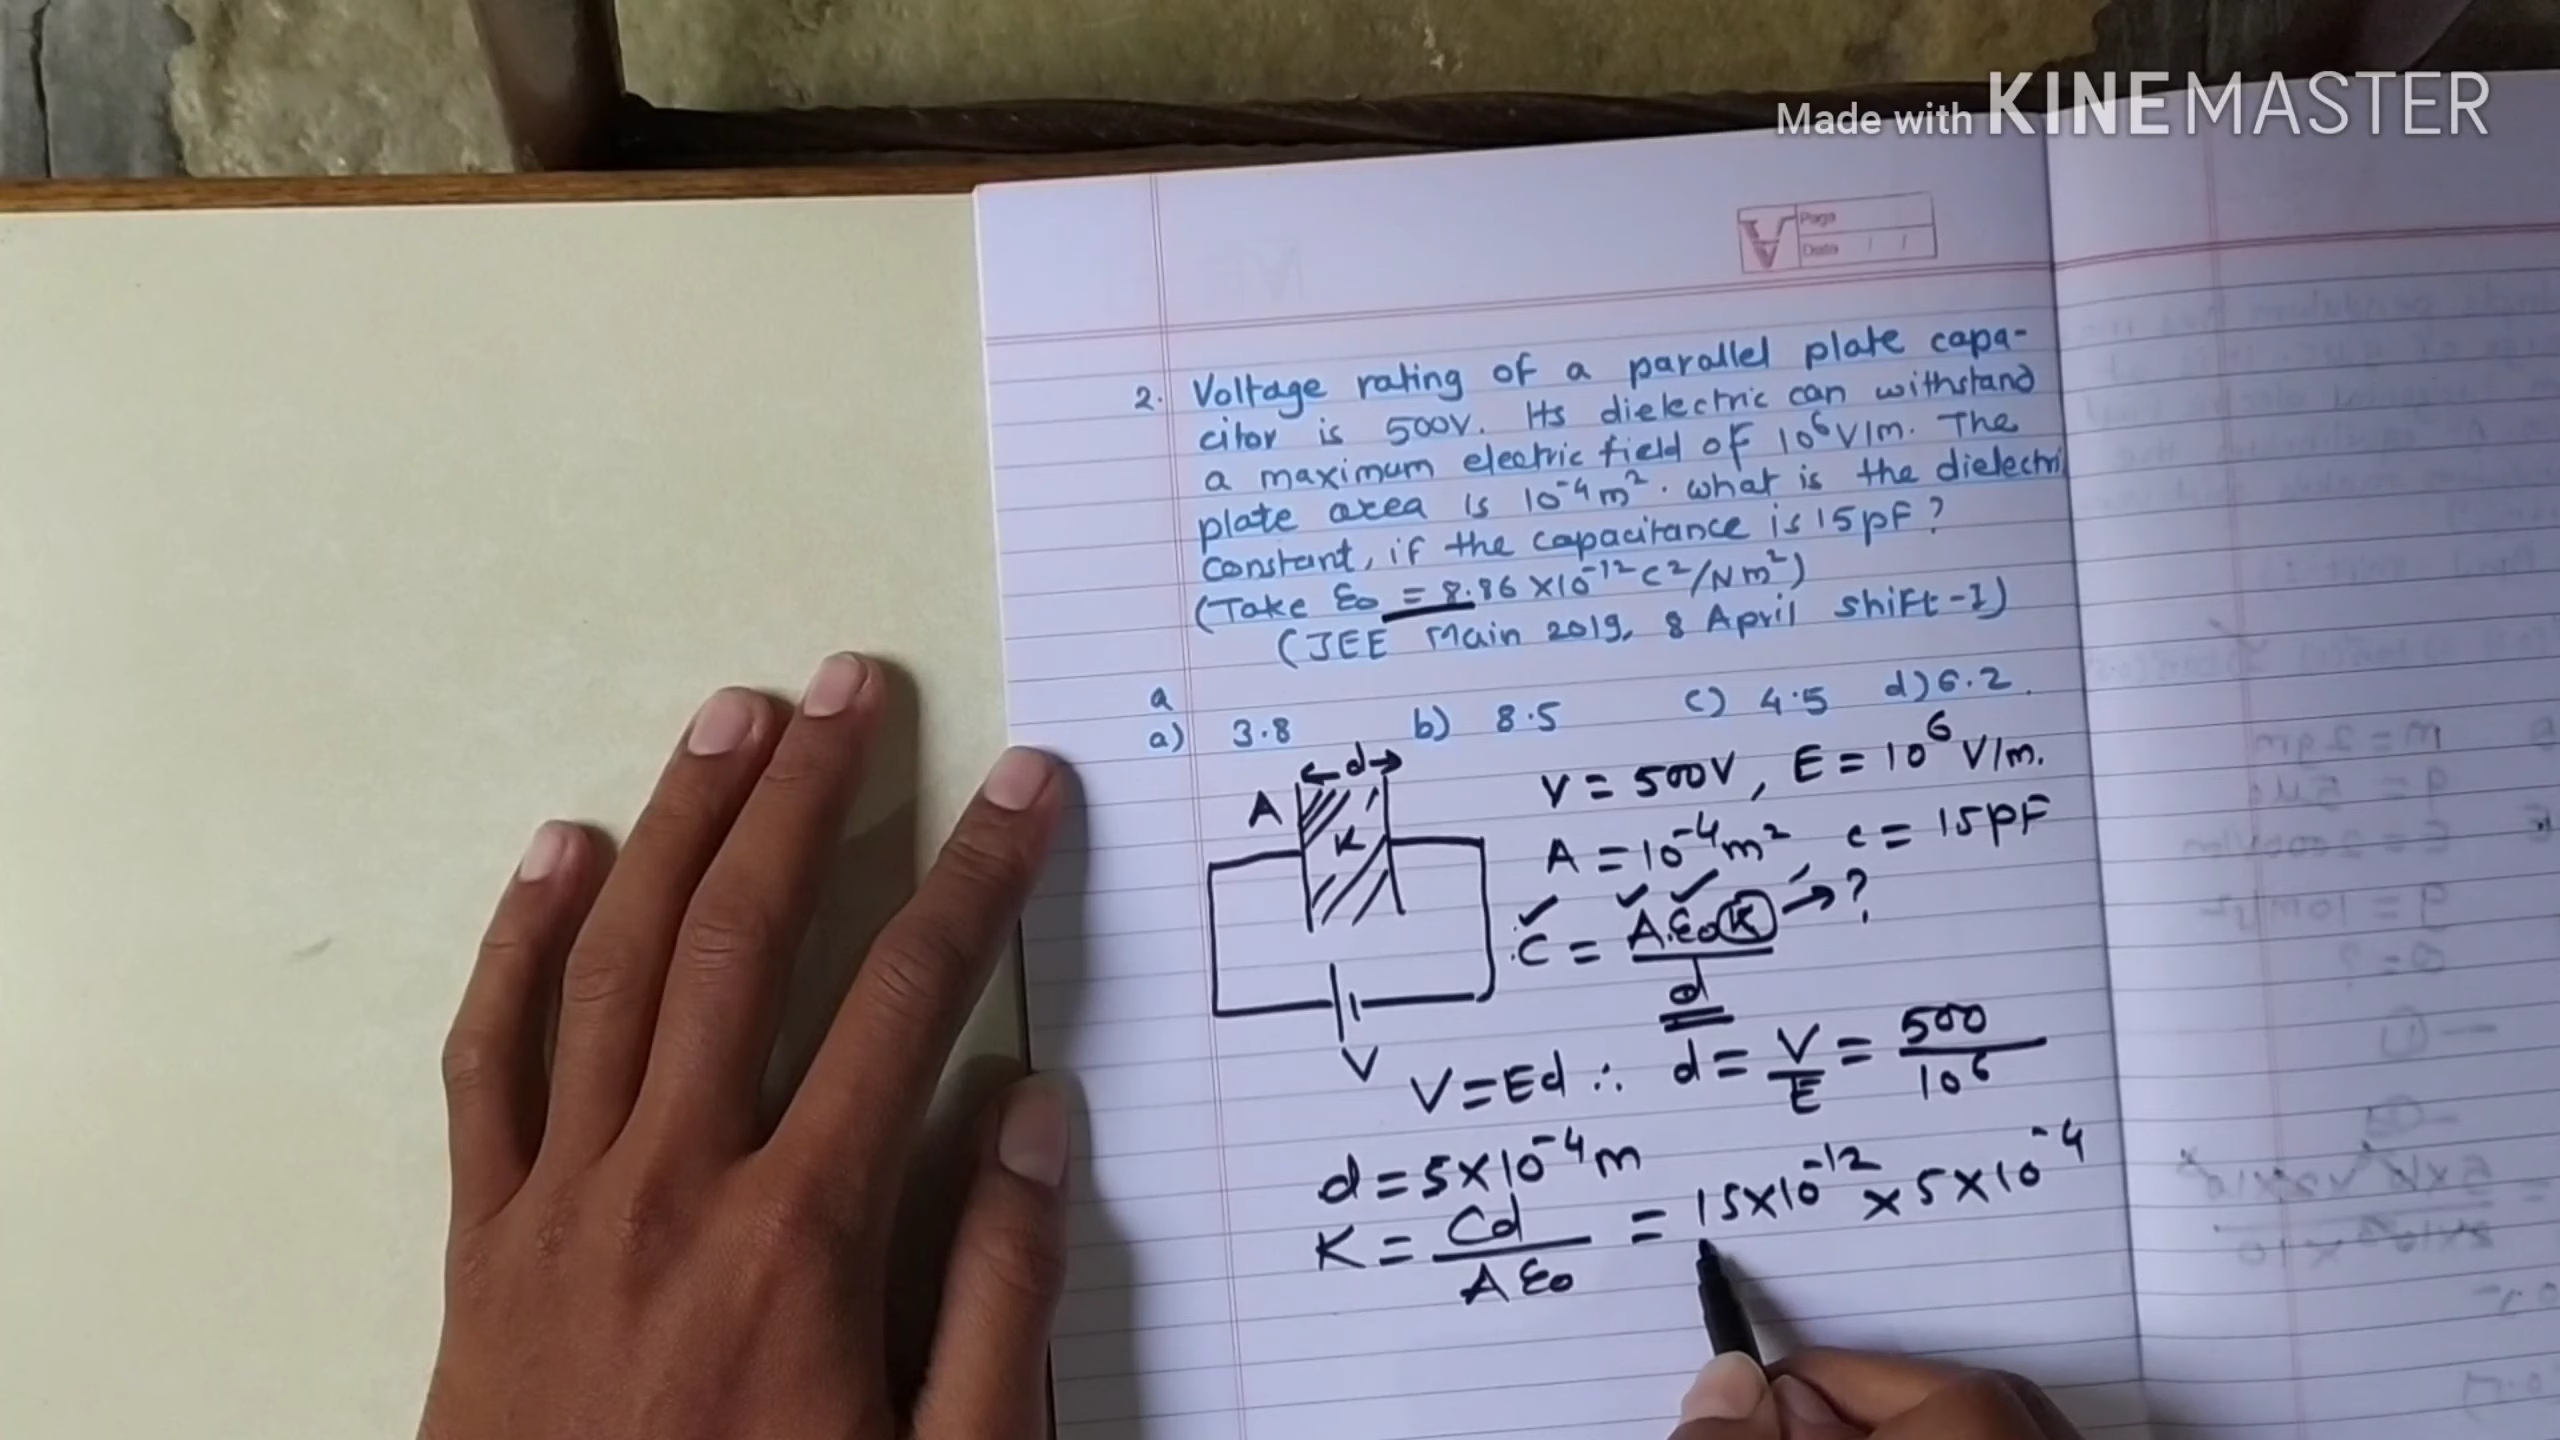 Made with KINEMASTER
Page
Date / /
2. Voltage rating of a parallel plate capa-
citor is 500V. Its dielectric can withstand
a maximum electric field of 10⁶ V/m. The
plate area is 10⁻⁴ m². what is the dielectri
constant, if the capacitance is 15pF?
(Take ε₀ = 8.86 ×10⁻¹² C²/Nm²)
(JEE Main 2019, 8 April shift-I)
a
a) 3.8 b) 8.5 c) 4.5 d) 6.2.
← d →
A
K
V
V = 500V, E = 10⁶ V/m.
A = 10⁻⁴ m², c = 15pF
C = Aε₀K / d → ?
V = Ed ∴ d = V/E = 500/10⁶
d = 5×10⁻⁴ m
K = Cd / Aε₀ = 15×10⁻¹² × 5×10⁻⁴